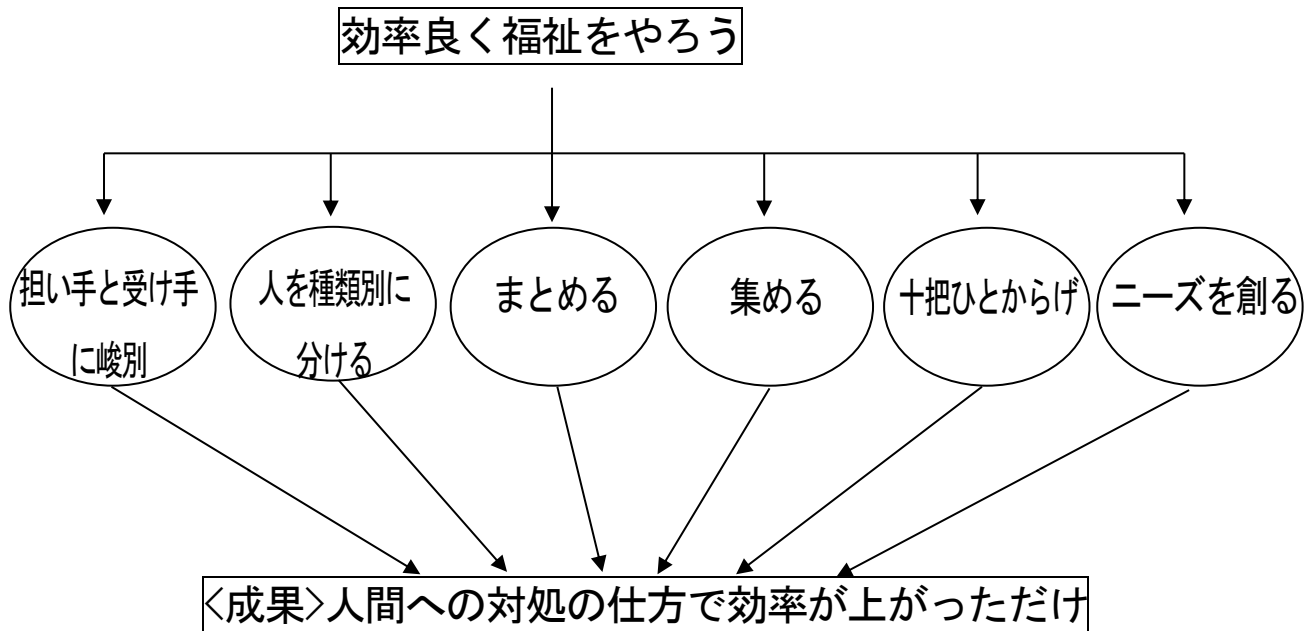 効率良く福祉をやろう
担い手と受け手
に峻別
人を種類別に
分ける
まとめる
集める
十把ひとからげ
ニーズを創る
<成果>人間への対処の仕方で効率が上がっただけ